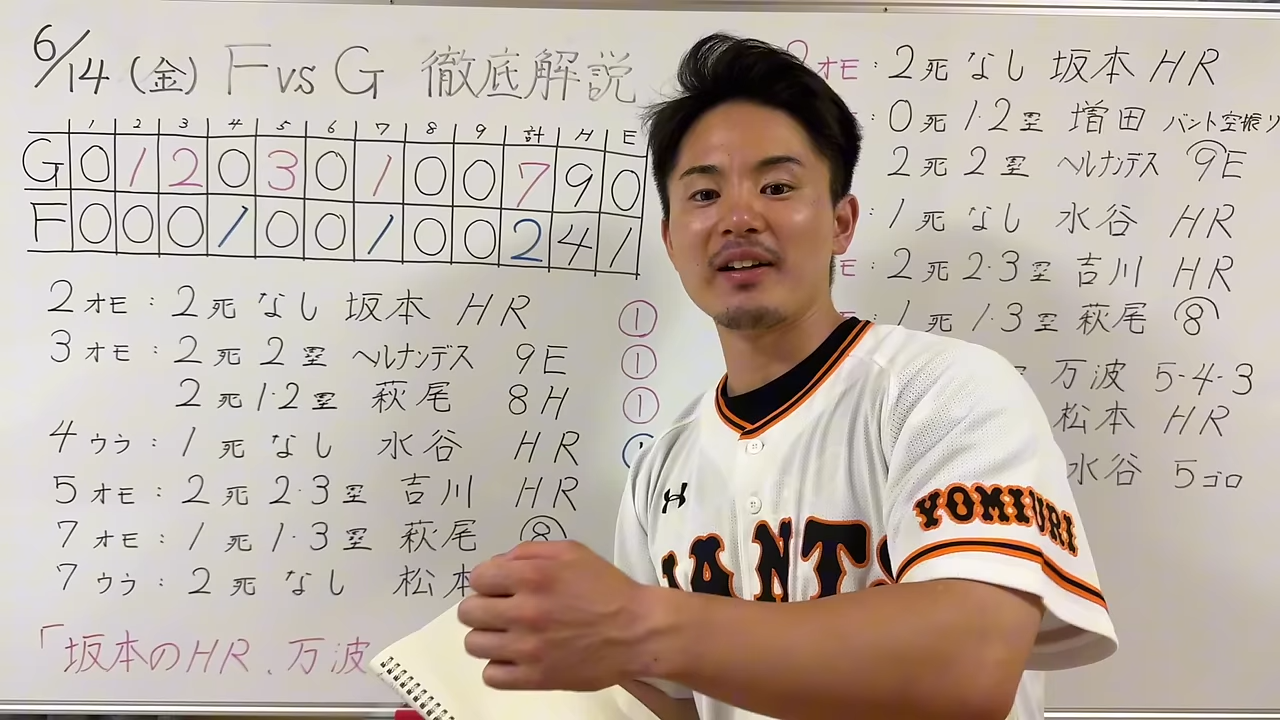 6/14(金) F vs G 徹底解説
1 2 3 4 5 6 7 8 9 計 H E
G 0 1 2 0 3 0 1 0 0 7 9 0
F 0 0 0 1 0 0 1 0 0 2 4 1
2オモ:2死なし 坂本 HR ①
3オモ:2死2塁 ヘルナンデス 9E ①
2死1・2塁 萩尾 8H ①
4ウラ:1死なし 水谷 HR
5オモ:2死2・3塁 吉川 HR
7オモ:1死1・3塁 萩尾 ⑧
7ウラ:2死なし 松本
「坂本のHR、万波
2オモ:2死なし 坂本 HR
:0死1・2塁 増田 バント空振り
2死2塁 ヘルナンデス ⑨E
:1死なし 水谷 HR
:2死2・3塁 吉川 HR
:1死1・3塁 萩尾 ⑧
万波 5-4-3
松本 HR
水谷 5ゴロ
YOMIURI
IANTS